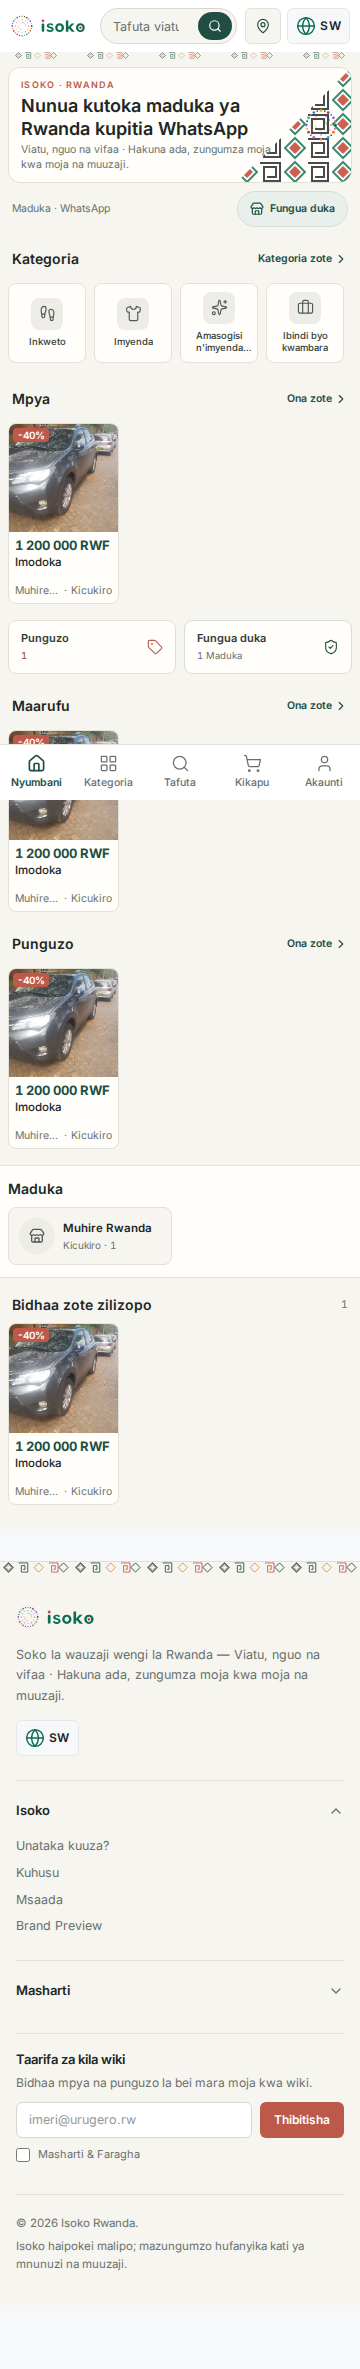 isoko
Tafuta viatu
SW
ISOKO · RWANDA
Nunua kutoka maduka ya
Rwanda kupitia WhatsApp
Viatu, nguo na vifaa · Hakuna ada, zungumza moja
kwa moja na muuzaji.
Maduka · WhatsApp
Fungua duka
Kategoria
Kategoria zote
Inkweto
Imyenda
Amasogisi
n'imyenda...
Ibindi byo
kwambara
Mpya
Ona zote
-40%
1 200 000 RWF
Imodoka
Muhire... · Kicukiro
Punguzo
1
Fungua duka
1 Maduka
Maarufu
Ona zote
-40%
Nyumbani
Kategoria
Tafuta
Kikapu
Akaunti
1 200 000 RWF
Imodoka
Muhire... · Kicukiro
Punguzo
Ona zote
-40%
1 200 000 RWF
Imodoka
Muhire... · Kicukiro
Maduka
Muhire Rwanda
Kicukiro · 1
Bidhaa zote zilizopo
1
-40%
1 200 000 RWF
Imodoka
Muhire... · Kicukiro
isoko
Soko la wauzaji wengi la Rwanda — Viatu, nguo na
vifaa · Hakuna ada, zungumza moja kwa moja na
muuzaji.
SW
Isoko
Unataka kuuza?
Kuhusu
Msaada
Brand Preview
Masharti
Taarifa za kila wiki
Bidhaa mpya na punguzo la bei mara moja kwa wiki.
imeri@urugero.rw
Thibitisha
Masharti & Faragha
© 2026 Isoko Rwanda.
Isoko haipokei malipo; mazungumzo hufanyika kati ya
mnunuzi na muuzaji.